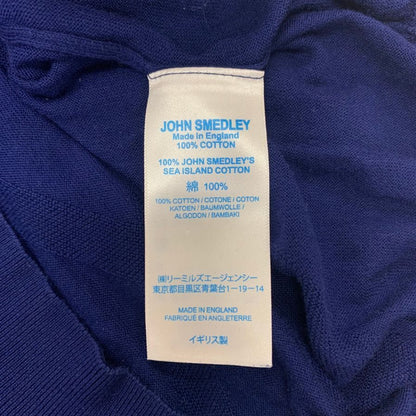 JOHN SMEDLEY
Made in England
100% COTTON
100% JOHN SMEDLEY'S
SEA ISLAND COTTON
綿 100%
100% COTTON / COTONE / COTON
KATOEN / BAUMWOLLE /
ALGODON / BAMBAKI
㈱リーミルズエージェンシー
東京都目黒区青葉台1-19-14
MADE IN ENGLAND
FABRIQUÉ EN ANGLETERRE
イギリス製